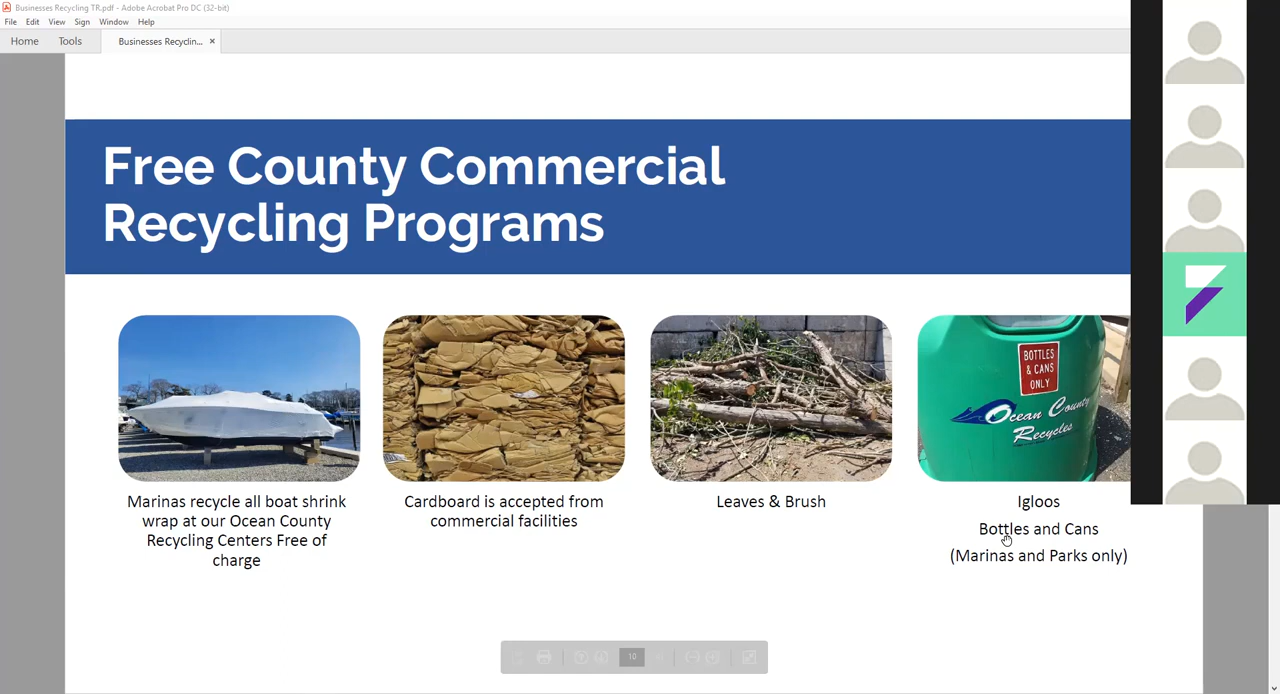 Businesses Recycling TR.pdf - Adobe Acrobat Pro DC (32-bit)
File Edit View Sign Window Help
Home Tools Businesses Recyclin... ×
Free County Commercial
Recycling Programs
BOTTLES
& CANS
ONLY
Ocean County
Recycles
Marinas recycle all boat shrink
wrap at our Ocean County
Recycling Centers Free of
charge
Cardboard is accepted from
commercial facilities
Leaves & Brush
Igloos
Bottles and Cans
(Marinas and Parks only)
10